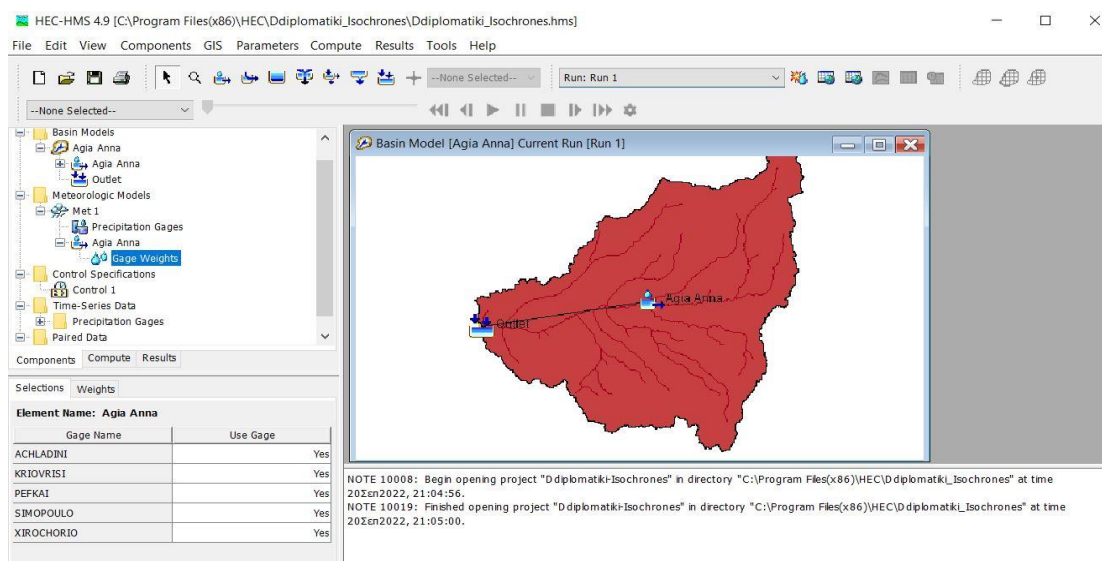 HEC-HMS 4.9 [C:\Program Files(x86)\HEC\Ddiplomatiki_Isochrones\Ddiplomatiki_Isochrones.hms]
File Edit View Components GIS Parameters Compute Results Tools Help
--None Selected--
Run: Run 1
--None Selected--
Basin Models
Agia Anna
Agia Anna
Outlet
Meteorologic Models
Met 1
Precipitation Gages
Agia Anna
Gage Weights
Control Specifications
Control 1
Time-Series Data
Precipitation Gages
Paired Data
Components Compute Results
Selections Weights
Element Name: Agia Anna
Gage Name Use Gage
ACHLADINI Yes
KRIOVRISI Yes
PEFKAI Yes
SIMOPOULO Yes
XIROCHORIO Yes
Basin Model [Agia Anna] Current Run [Run 1]
Agia Anna
Outlet
NOTE 10008: Begin opening project "Ddiplomatiki-Isochrones" in directory "C:\Program Files(x86)\HEC\Ddiplomatiki_Isochrones" at time
20Σεπ2022, 21:04:56.
NOTE 10019: Finished opening project "Ddiplomatiki-Isochrones" in directory "C:\Program Files(x86)\HEC\Ddiplomatiki_Isochrones" at time
20Σεπ2022, 21:05:00.